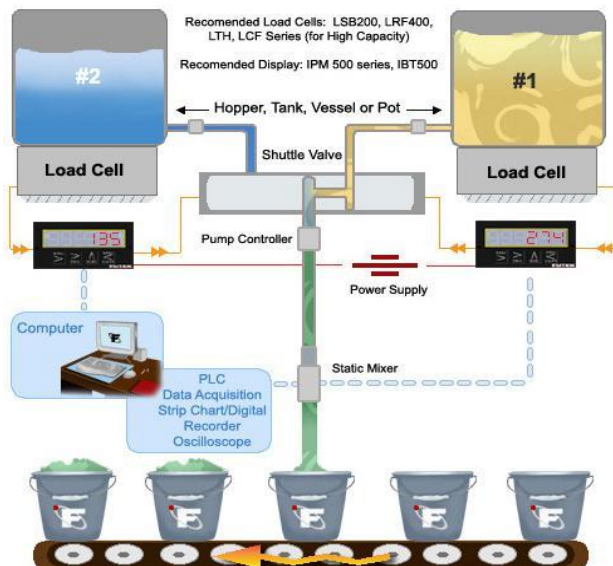 Recomended Load Cells: LSB200, LRF400,
LTH, LCF Series (for High Capacity)
Recomended Display: IPM 500 series, IBT500
#2
#1
Hopper, Tank, Vessel or Pot
Shuttle Valve
Load Cell
Load Cell
135
274
Pump Controller
Power Supply
Computer
Static Mixer
PLC
Data Acquisition
Strip Chart/Digital
Recorder
Oscilloscope